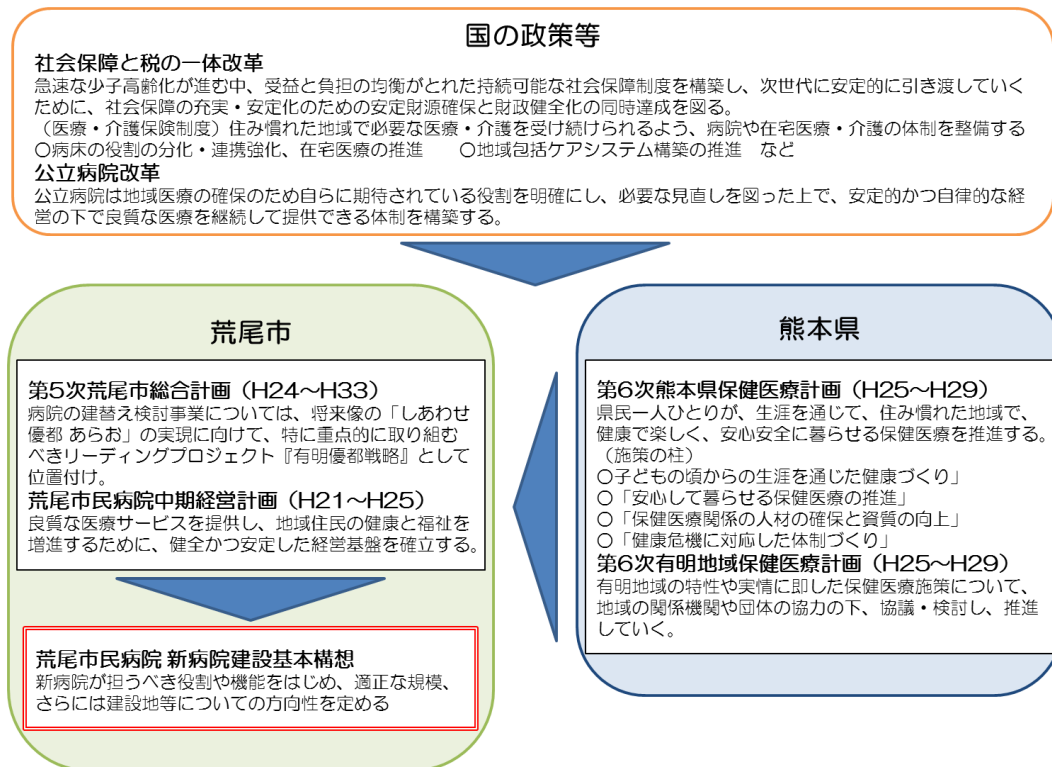 国の政策等
社会保障と税の一体改革
急速な少子高齢化が進む中、受益と負担の均衡がとれた持続可能な社会保障制度を構築し、次世代に安定的に引き渡していく
ために、社会保障の充実・安定化のための安定財源確保と財政健全化の同時達成を図る。
（医療・介護保険制度）住み慣れた地域で必要な医療・介護を受け続けられるよう、病院や在宅医療・介護の体制を整備する
○病床の役割の分化・連携強化、在宅医療の推進　○地域包括ケアシステム構築の推進　など
公立病院改革
公立病院は地域医療の確保のため自らに期待されている役割を明確にし、必要な見直しを図った上で、安定的かつ自律的な経
営の下で良質な医療を継続して提供できる体制を構築する。
荒尾市
第5次荒尾市総合計画（H24～H33）
病院の建替え検討事業については、将来像の「しあわせ
優都 あらお」の実現に向けて、特に重点的に取り組む
べきリーディングプロジェクト『有明優都戦略』として
位置付け。
荒尾市民病院中期経営計画（H21～H25）
良質な医療サービスを提供し、地域住民の健康と福祉を
増進するために、健全かつ安定した経営基盤を確立する。
荒尾市民病院 新病院建設基本構想
新病院が担うべき役割や機能をはじめ、適正な規模、
さらには建設地等についての方向性を定める
熊本県
第6次熊本県保健医療計画（H25～H29）
県民一人ひとりが、生涯を通じて、住み慣れた地域で、
健康で楽しく、安心安全に暮らせる保健医療を推進する。
（施策の柱）
○子どもの頃からの生涯を通じた健康づくり」
○「安心して暮らせる保健医療の推進」
○「保健医療関係の人材の確保と資質の向上」
○「健康危機に対応した体制づくり」
第6次有明地域保健医療計画（H25～H29）
有明地域の特性や実情に即した保健医療施策について、
地域の関係機関や団体の協力の下、協議・検討し、推進
していく。